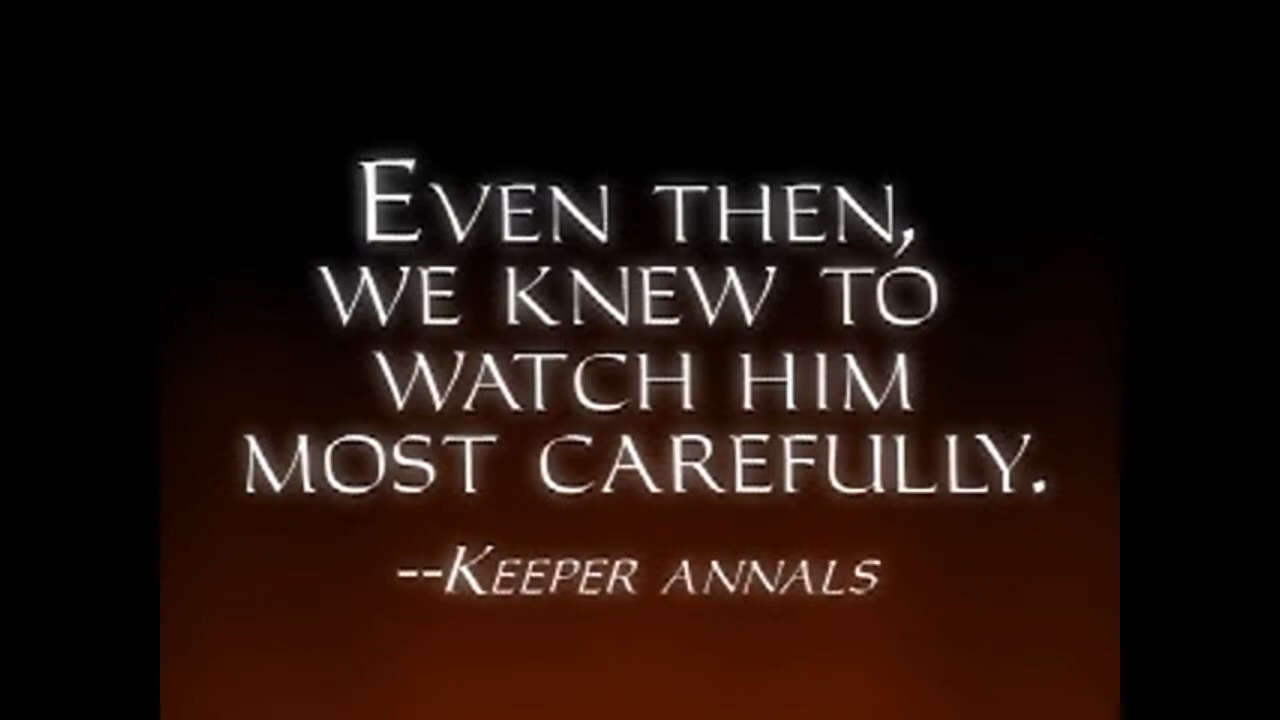 EVEN THEN,
WE KNEW TO
WATCH HIM
MOST CAREFULLY.
--KEEPER ANNALS